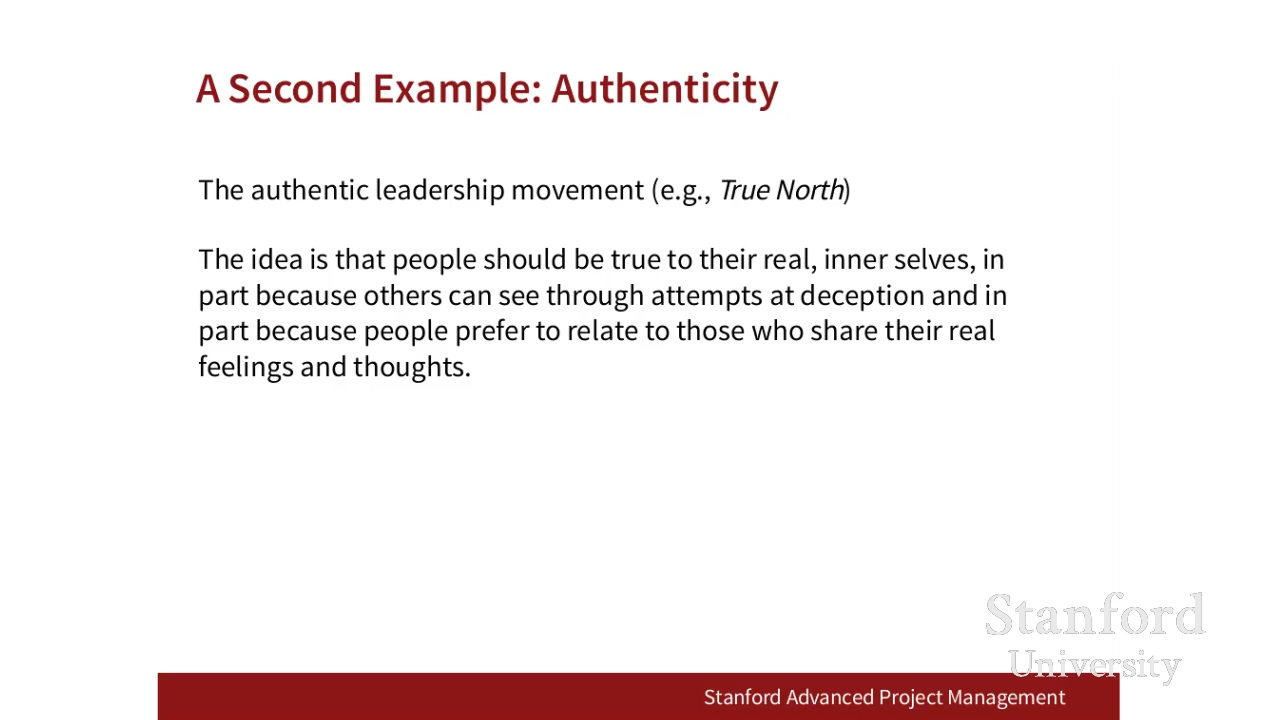 A Second Example: Authenticity
The authentic leadership movement (e.g., True North)
The idea is that people should be true to their real, inner selves, in
part because others can see through attempts at deception and in
part because people prefer to relate to those who share their real
feelings and thoughts.
Stanford
University
Stanford Advanced Project Management